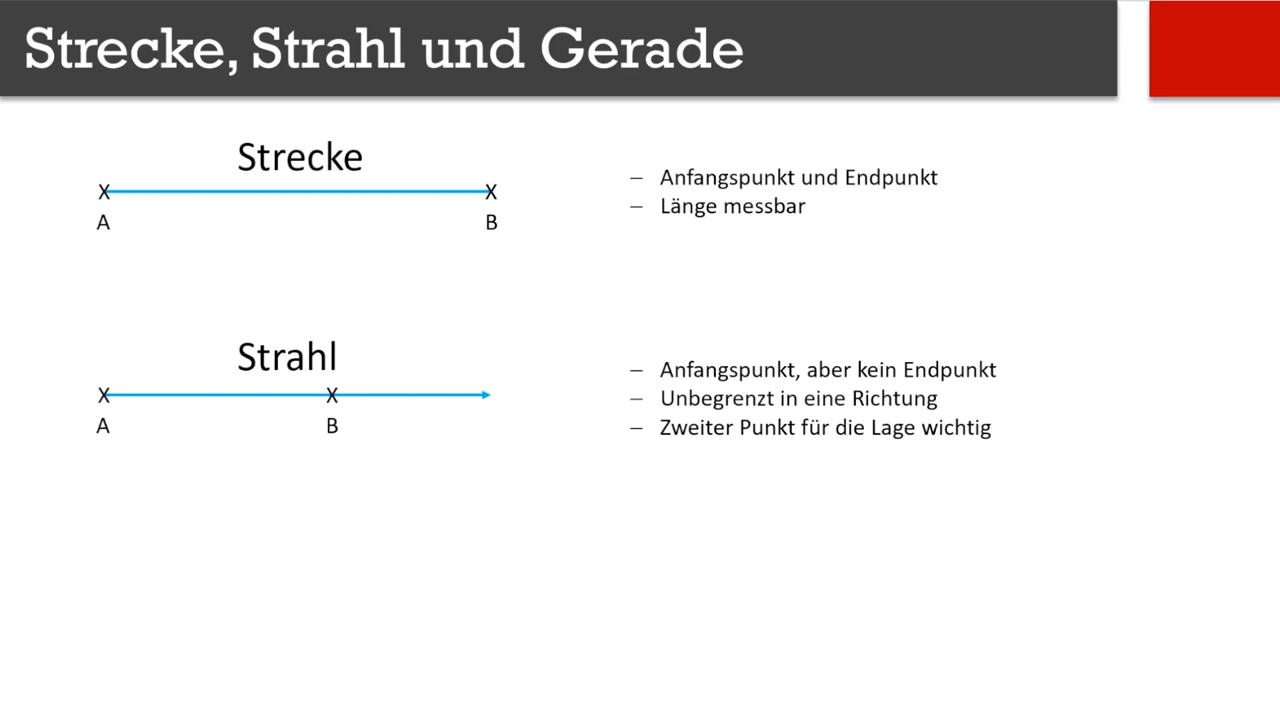 Strecke, Strahl und Gerade
Strecke
X X
A B
– Anfangspunkt und Endpunkt
– Länge messbar
Strahl
X X
A B
– Anfangspunkt, aber kein Endpunkt
– Unbegrenzt in eine Richtung
– Zweiter Punkt für die Lage wichtig